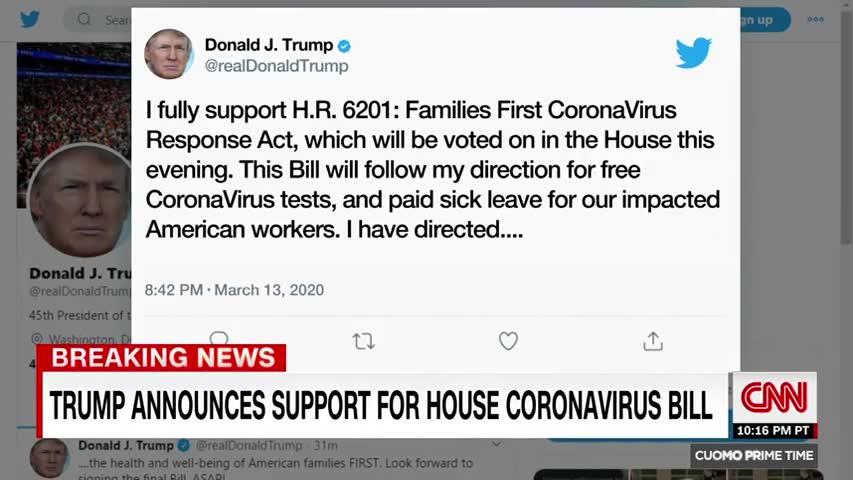 Sear
gn up
Donald J. Trump
@realDonaldTrump
I fully support H.R. 6201: Families First CoronaVirus
Response Act, which will be voted on in the House this
evening. This Bill will follow my direction for free
CoronaVirus tests, and paid sick leave for our impacted
American workers. I have directed....
8:42 PM · March 13, 2020
Donald J. Tru
@realDonaldTrum
45th President of t
Washington, D
4
BREAKING NEWS
TRUMP ANNOUNCES SUPPORT FOR HOUSE CORONAVIRUS BILL
CNN
10:16 PM PT
CUOMO PRIME TIME
Donald J. Trump @realDonaldTrump · 31m
....the health and well-being of American families FIRST. Look forward to
signing the final Bill, ASAP!